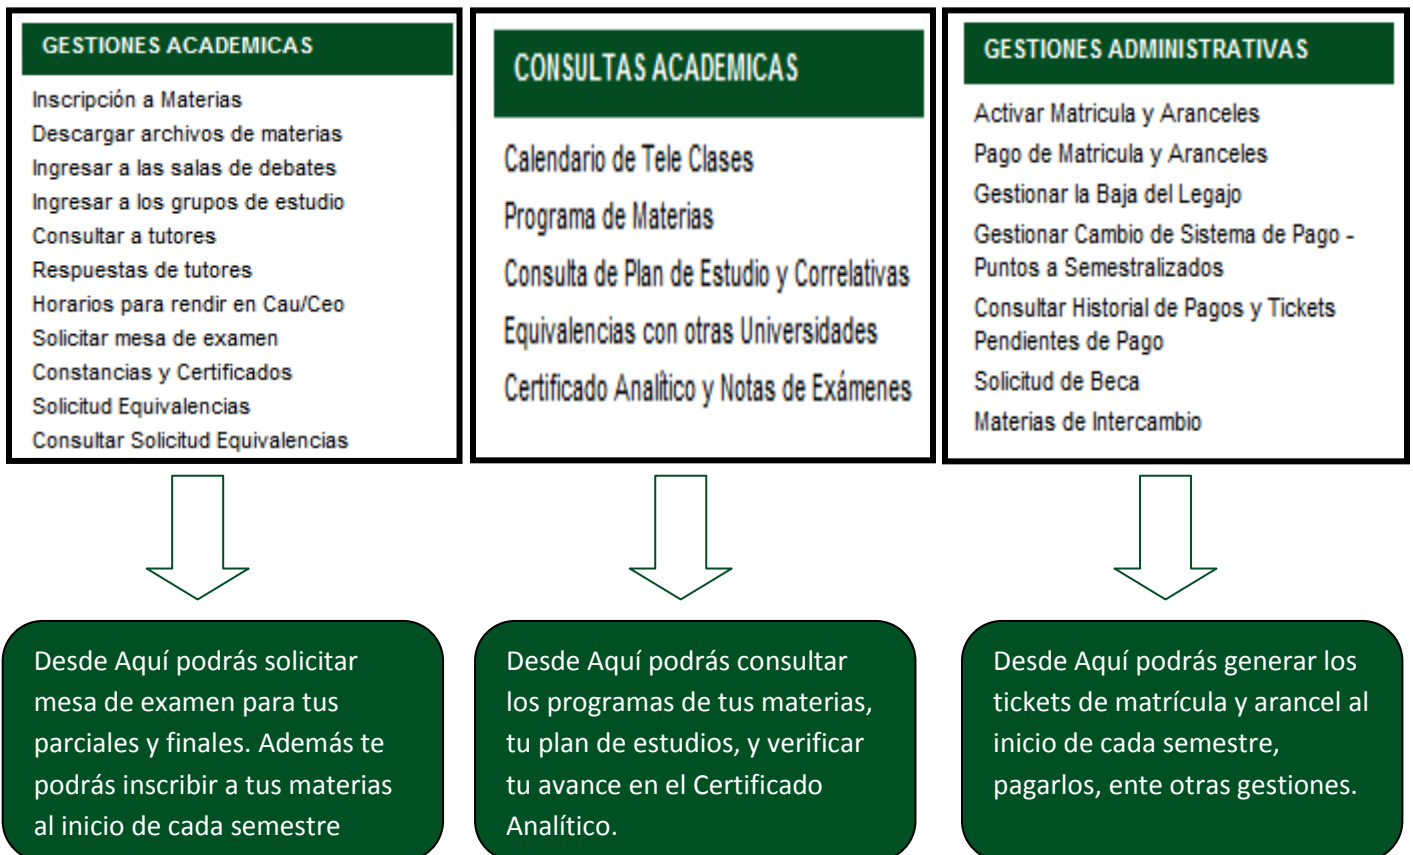 GESTIONES ACADEMICAS
Inscripción a Materias
Descargar archivos de materias
Ingresar a las salas de debates
Ingresar a los grupos de estudio
Consultar a tutores
Respuestas de tutores
Horarios para rendir en Cau/Ceo
Solicitar mesa de examen
Constancias y Certificados
Solicitud Equivalencias
Consultar Solicitud Equivalencias
CONSULTAS ACADEMICAS
Calendario de Tele Clases
Programa de Materias
Consulta de Plan de Estudio y Correlativas
Equivalencias con otras Universidades
Certificado Analítico y Notas de Exámenes
GESTIONES ADMINISTRATIVAS
Activar Matricula y Aranceles
Pago de Matricula y Aranceles
Gestionar la Baja del Legajo
Gestionar Cambio de Sistema de Pago -
Puntos a Semestralizados
Consultar Historial de Pagos y Tickets
Pendientes de Pago
Solicitud de Beca
Materias de Intercambio
Desde Aquí podrás solicitar
mesa de examen para tus
parciales y finales. Además te
podrás inscribir a tus materias
al inicio de cada semestre
Desde Aquí podrás consultar
los programas de tus materias,
tu plan de estudios, y verificar
tu avance en el Certificado
Analítico.
Desde Aquí podrás generar los
tickets de matrícula y arancel al
inicio de cada semestre,
pagarlos, ente otras gestiones.